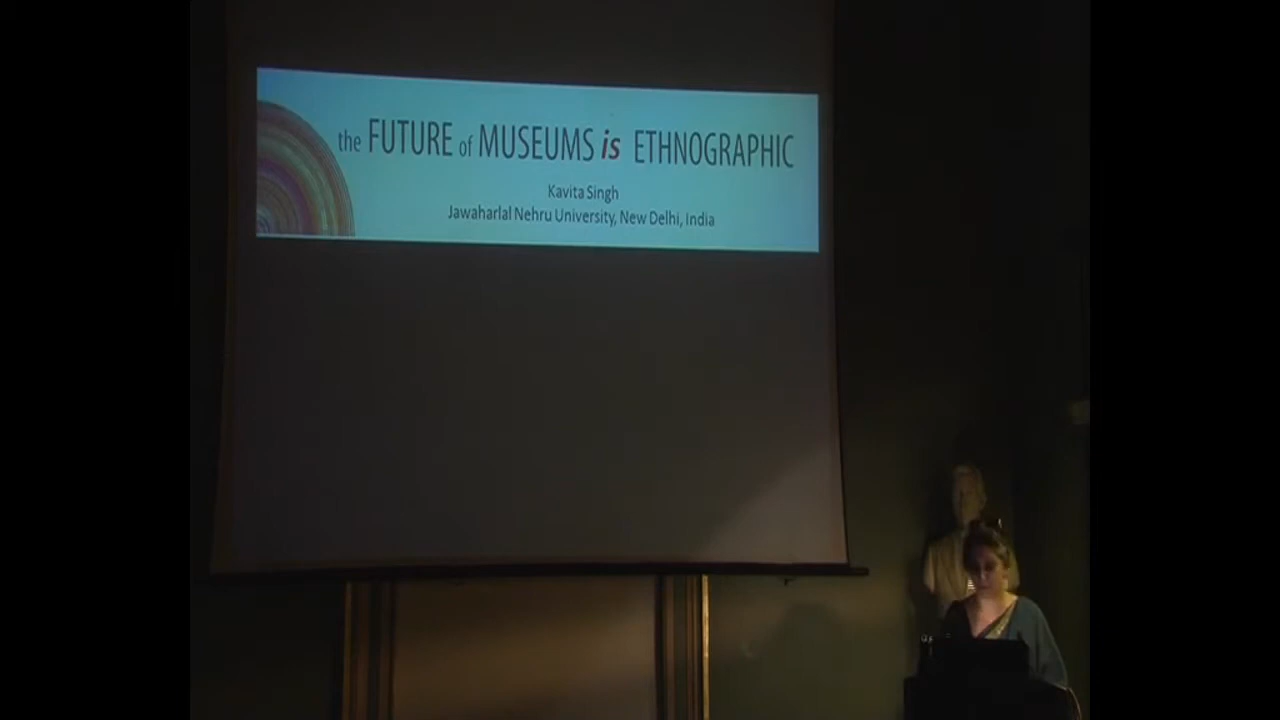 the FUTURE of MUSEUMS is ETHNOGRAPHIC
Kavita Singh
Jawaharlal Nehru University, New Delhi, India